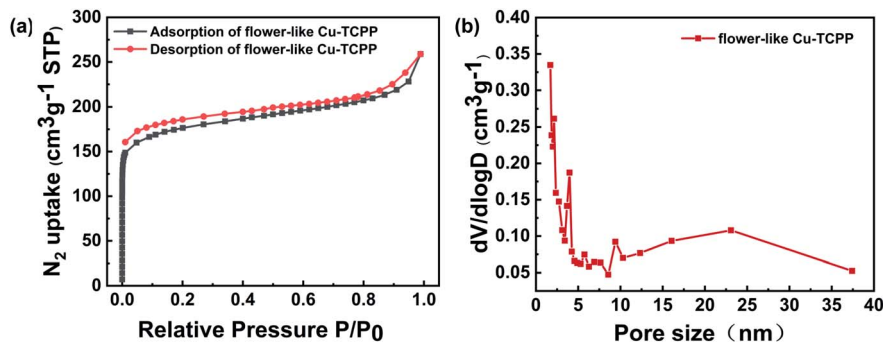 (a)
Adsorption of flower-like Cu-TCPP
Desorption of flower-like Cu-TCPP
N2 uptake (cm3g-1 STP)
300
250
200
150
100
50
0
0.0 0.2 0.4 0.6 0.8 1.0
Relative Pressure P/P0
(b)
flower-like Cu-TCPP
dV/dlogD (cm3g-1)
0.40
0.35
0.30
0.25
0.20
0.15
0.10
0.05
0 5 10 15 20 25 30 35 40
Pore size (nm)